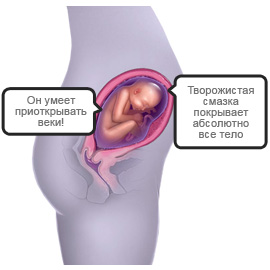 Он умеет
приоткрывать
веки!
Творожистая
смазка
покрывает
абсолютно
все тело